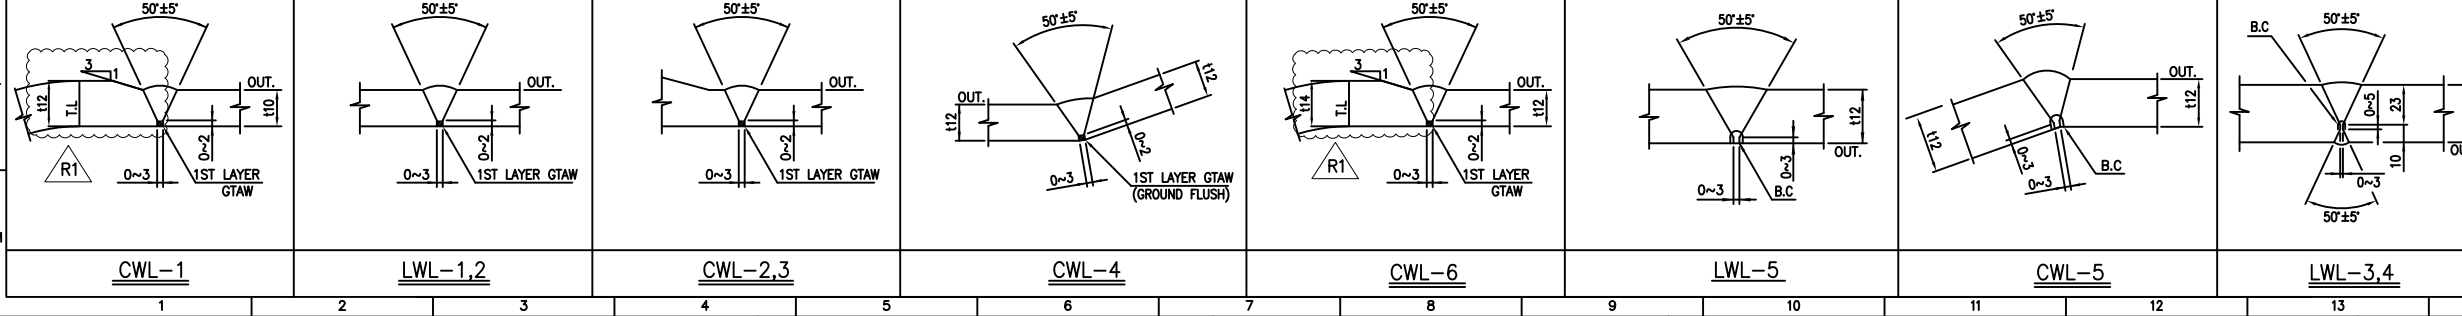 50°±5°
3
1
OUT.
t12
T.L
t10
0~2
R1
0~3
1ST LAYER
GTAW
CWL-1
50°±5°
OUT.
0~2
0~3
1ST LAYER GTAW
LWL-1,2
50°±5°
OUT.
0~2
0~3
1ST LAYER GTAW
CWL-2,3
50°±5°
OUT.
t12
t12
0~2
0~3
1ST LAYER GTAW
(GROUND FLUSH)
CWL-4
50°±5°
3
1
OUT.
t14
T.L
t12
0~2
R1
0~3
1ST LAYER
GTAW
CWL-6
50°±5°
t12
OUT.
0~3
0~3
B.C
LWL-5
50°±5°
OUT.
t12
t12
0~3
0~3
B.C
CWL-5
50°±5°
B.C
0~5
23
10
0~3
50°±5°
LWL-3,4
1 2 3 4 5 6 7 8 9 10 11 12 13